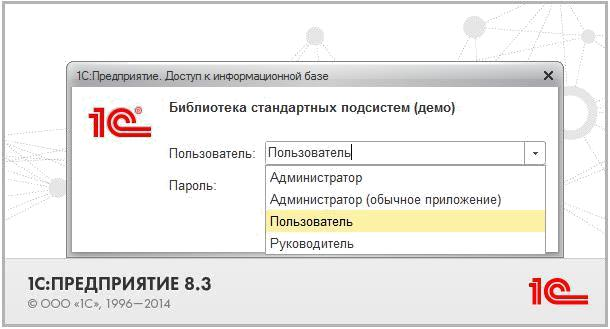 1С:Предприятие. Доступ к информационной базе
1С®
Библиотека стандартных подсистем (демо)
Пользователь: Пользователь
Пароль:
Администратор
Администратор (обычное приложение)
Пользователь
Руководитель
1С:ПРЕДПРИЯТИЕ 8.3
© ООО «1С», 1996—2014
1С